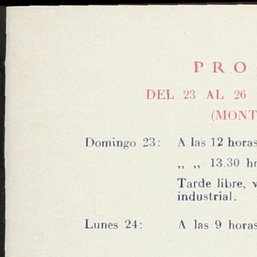 PRO
DEL 23 AL 26
(MONT
Domingo 23: A las 12 horas
„ „ 13.30 h
Tarde libre, v
industrial.
Lunes 24: A las 9 horas